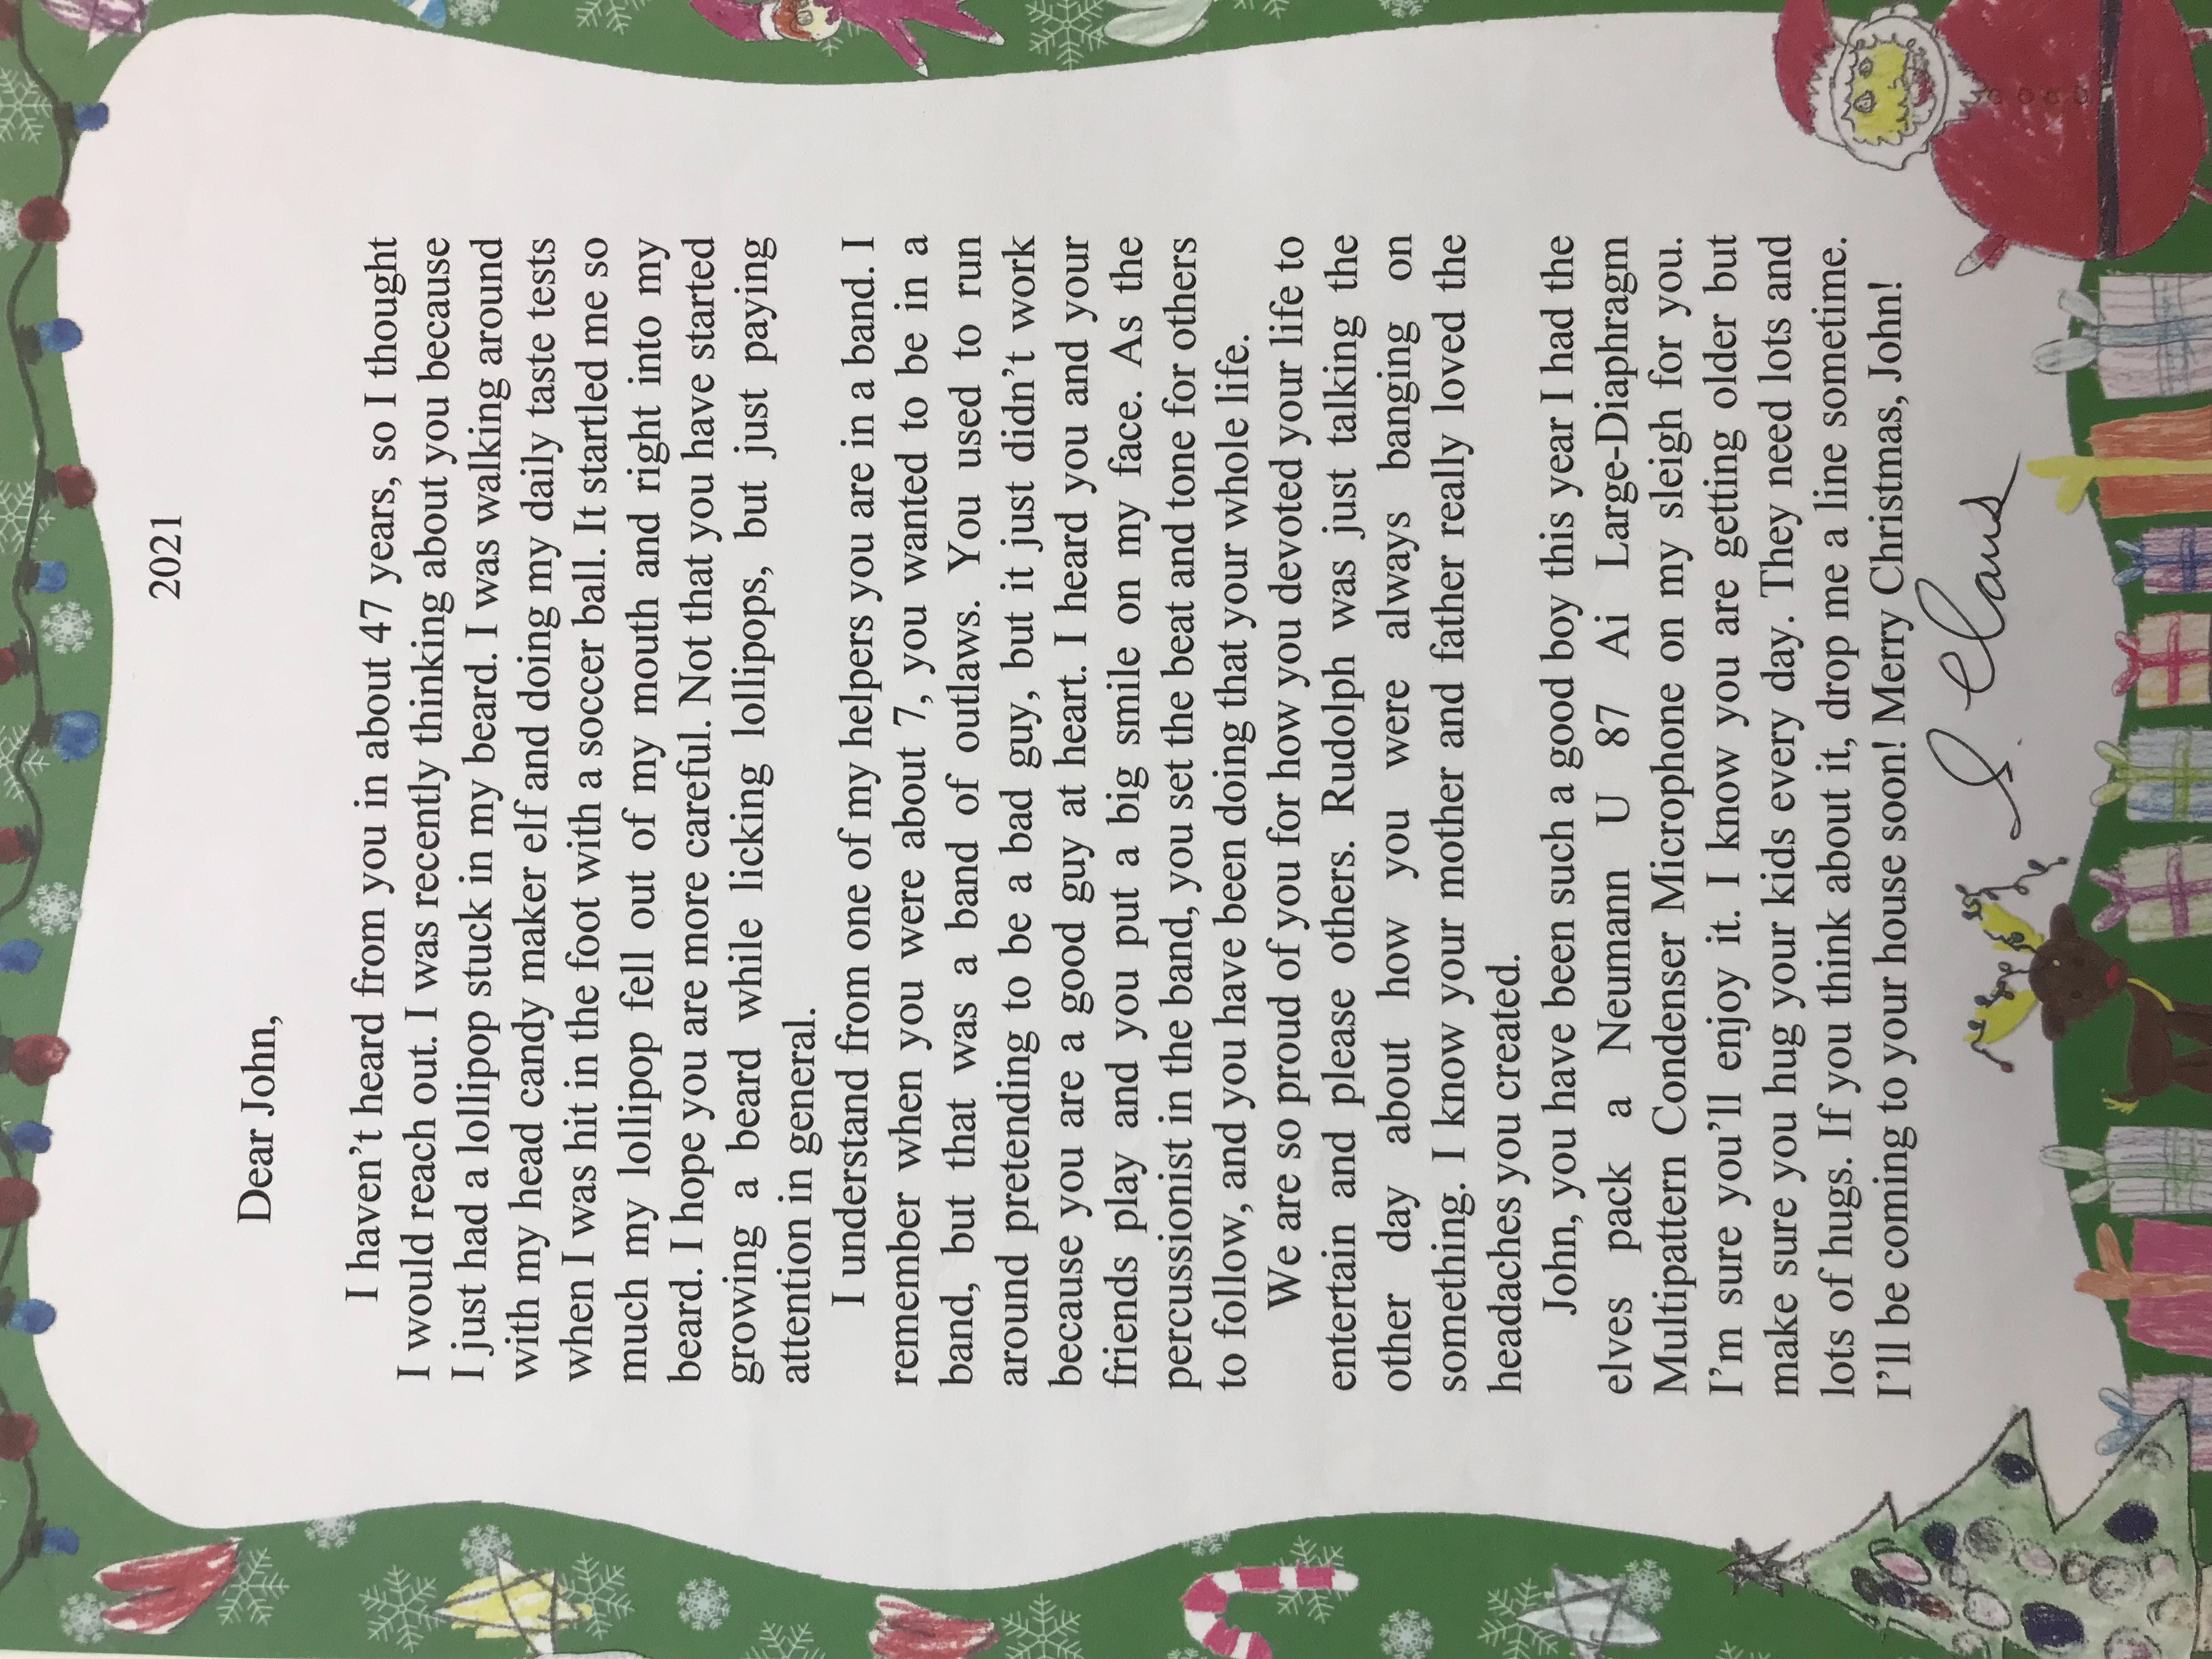 2021
Dear John,
I haven't heard from you in about 47 years, so I thought
I would reach out. I was recently thinking about you because
I just had a lollipop stuck in my beard. I was walking around
with my head candy maker elf and doing my daily taste tests
when I was hit in the foot with a soccer ball. It startled me so
much my lollipop fell out of my mouth and right into my
beard. I hope you are more careful. Not that you have started
growing a beard while licking lollipops, but just paying
attention in general.
I understand from one of my helpers you are in a band. I
remember when you were about 7, you wanted to be in a
band, but that was a band of outlaws. You used to run
around pretending to be a bad guy, but it just didn't work
because you are a good guy at heart. I heard you and your
friends play and you put a big smile on my face. As the
percussionist in the band, you set the beat and tone for others
to follow, and you have been doing that your whole life.
We are so proud of you for how you devoted your life to
entertain and please others. Rudolph was just talking the
other day about how you were always banging on
something. I know your mother and father really loved the
headaches you created.
John, you have been such a good boy this year I had the
elves pack a Neumann U 87 Ai Large-Diaphragm
Multipattern Condenser Microphone on my sleigh for you.
I'm sure you'll enjoy it. I know you are getting older but
make sure you hug your kids every day. They need lots and
lots of hugs. If you think about it, drop me a line sometime.
I'll be coming to your house soon! Merry Christmas, John!
S. Claus